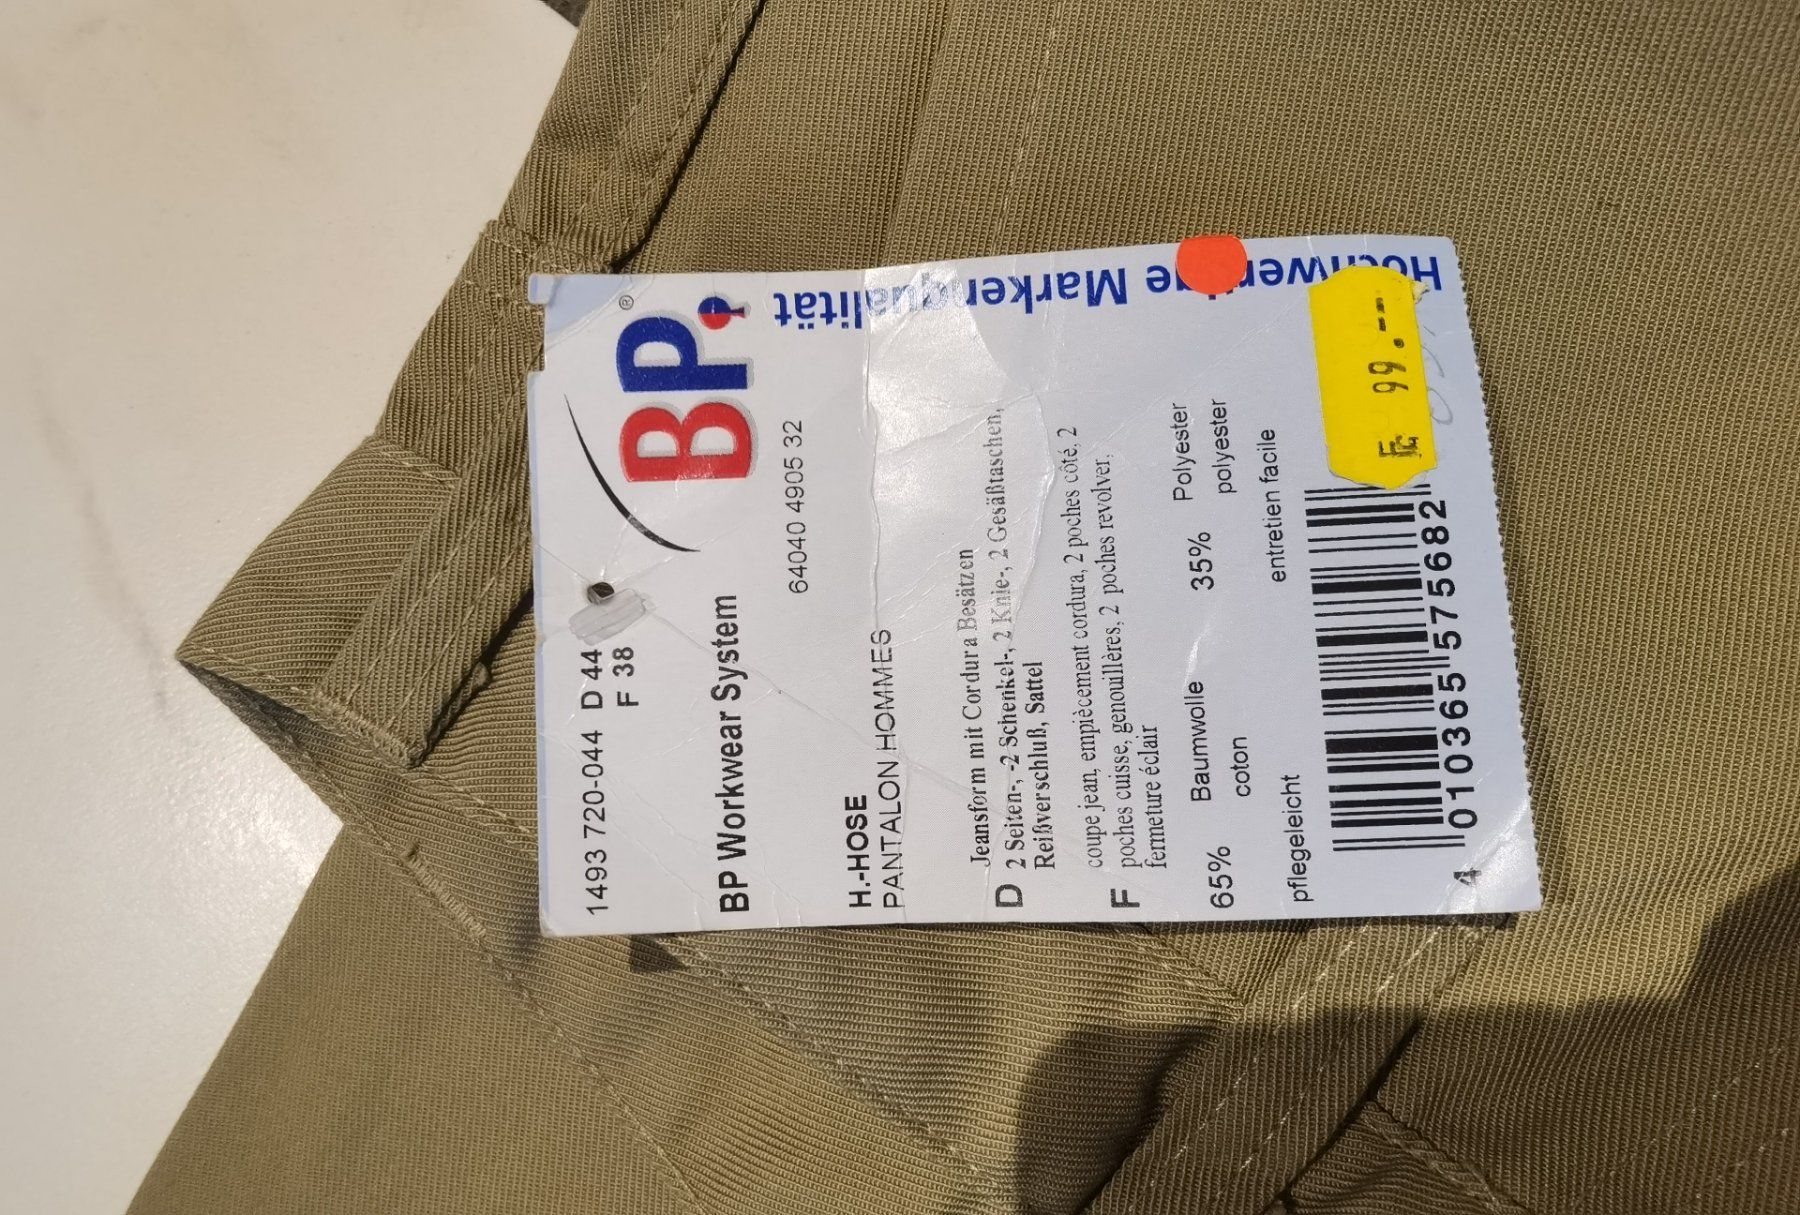 1493 720-044 D 44
F 38
BP®
BP Workwear System
64040 4905 32
H.-HOSE
PANTALON HOMMES
D Jeansform mit Cordura Besätzen
2 Seiten-, -2 Schenkel-, 2 Knie-, 2 Gesäßtaschen,
Reißverschluß, Sattel
F coupe jean, empiècement cordura, 2 poches côté, 2
poches cuisse, genouillères, 2 poches revolver,
fermeture éclair
65% Baumwolle 35% Polyester
coton polyester
pflegeleicht entretien facile
4 010365 575682
99.--
Markenqualität